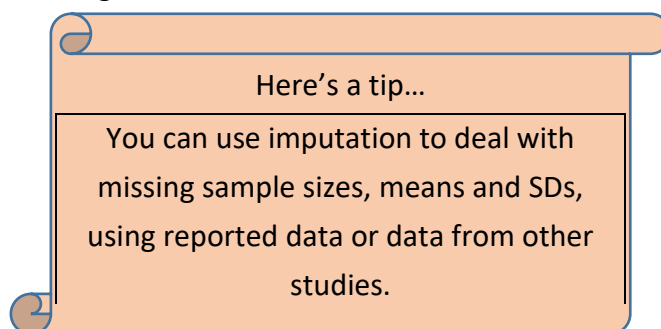 Here’s a tip…
You can use imputation to deal with
missing sample sizes, means and SDs,
using reported data or data from other
studies.